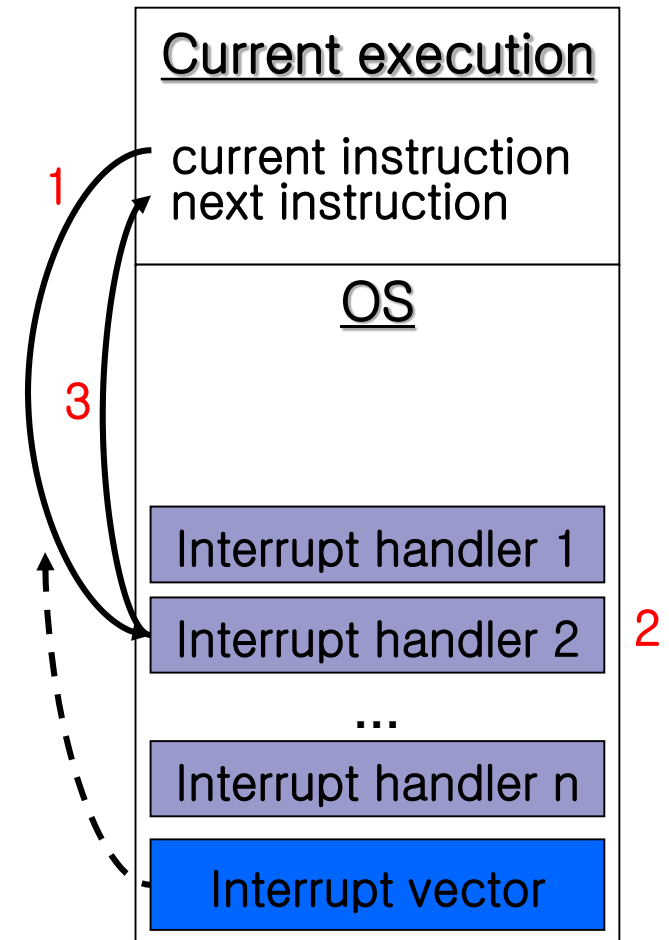 Current execution
1
current instruction
next instruction
OS
3
Interrupt handler 1
Interrupt handler 2
2
...
Interrupt handler n
Interrupt vector